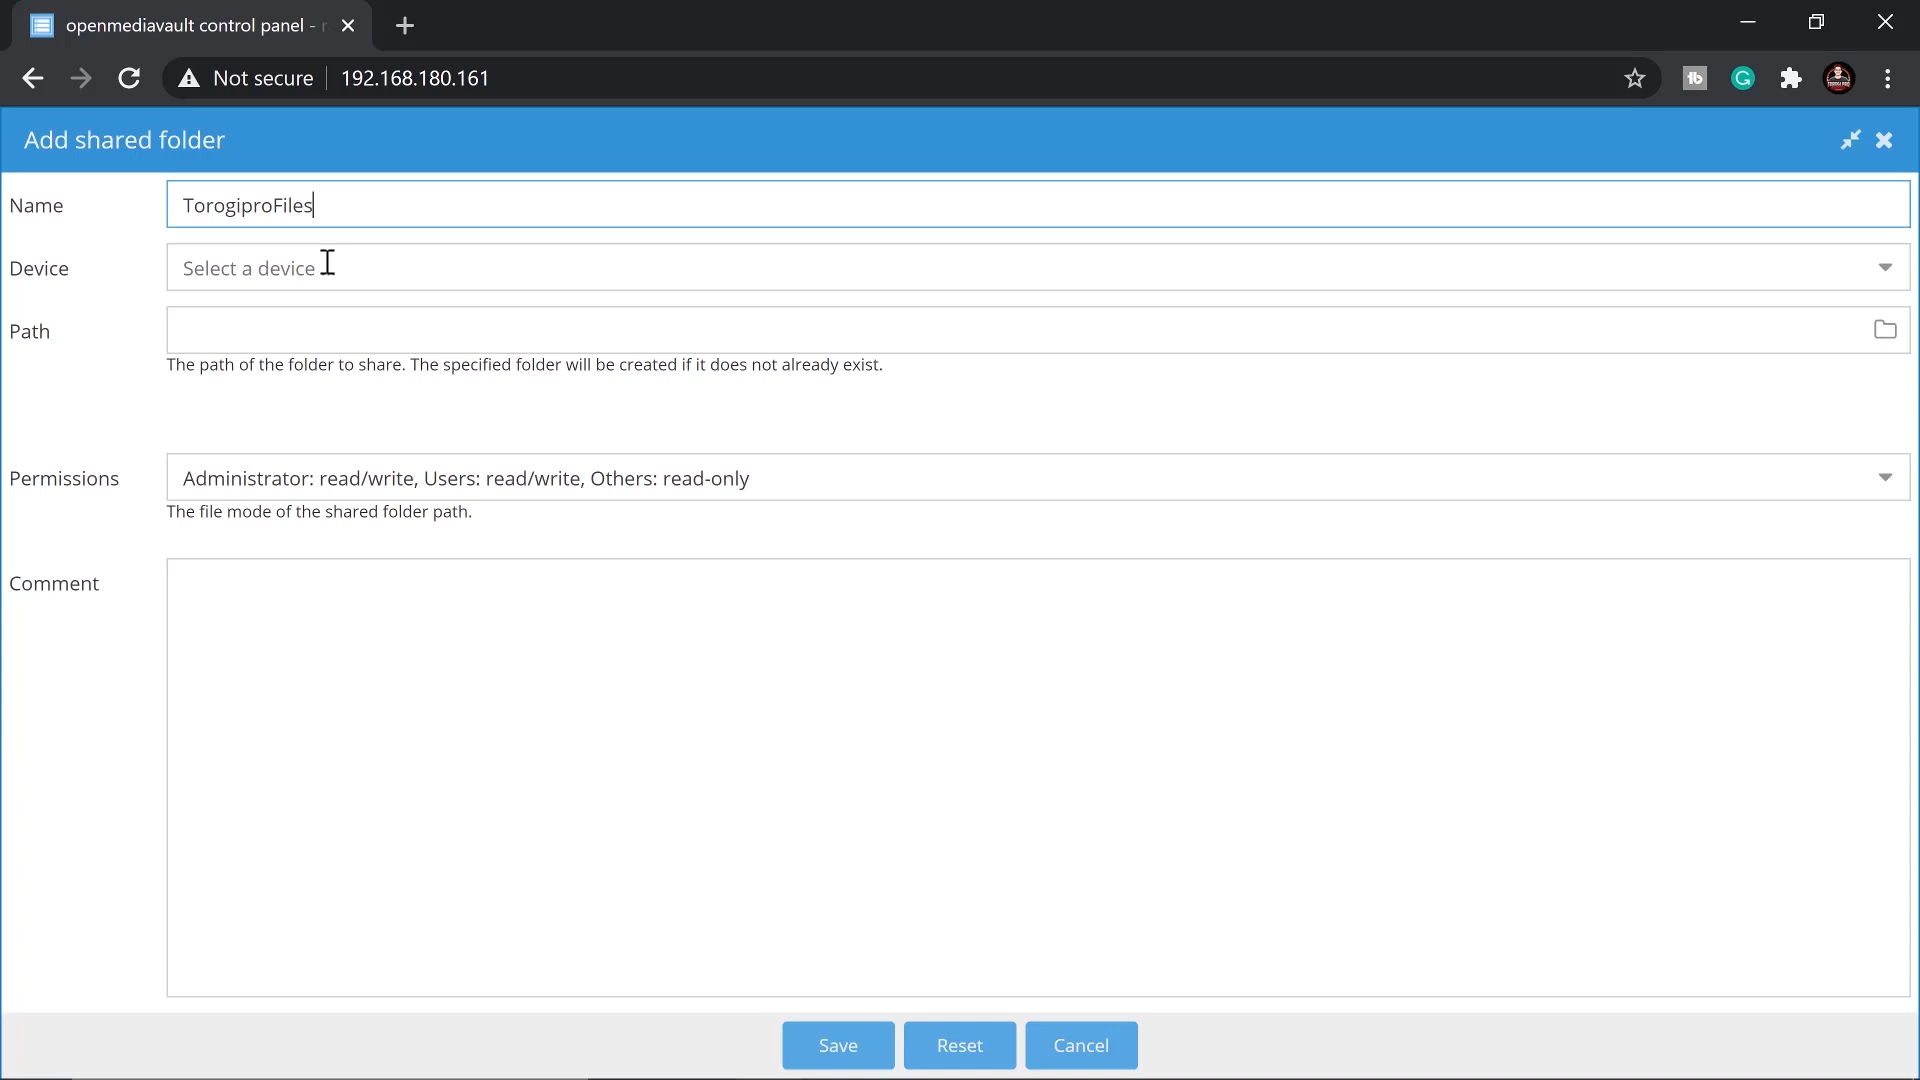 openmediavault control panel -
Not secure
192.168.180.161
Add shared folder
Name
TorogiproFiles
Device
Select a device
Path
The path of the folder to share. The specified folder will be created if it does not already exist.
Permissions
Administrator: read/write, Users: read/write, Others: read-only
The file mode of the shared folder path.
Comment
Save
Reset
Cancel